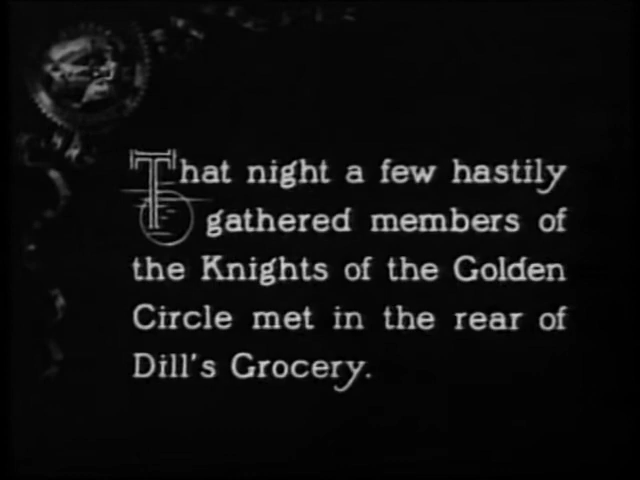 That night a few hastily
gathered members of
the Knights of the Golden
Circle met in the rear of
Dill's Grocery.